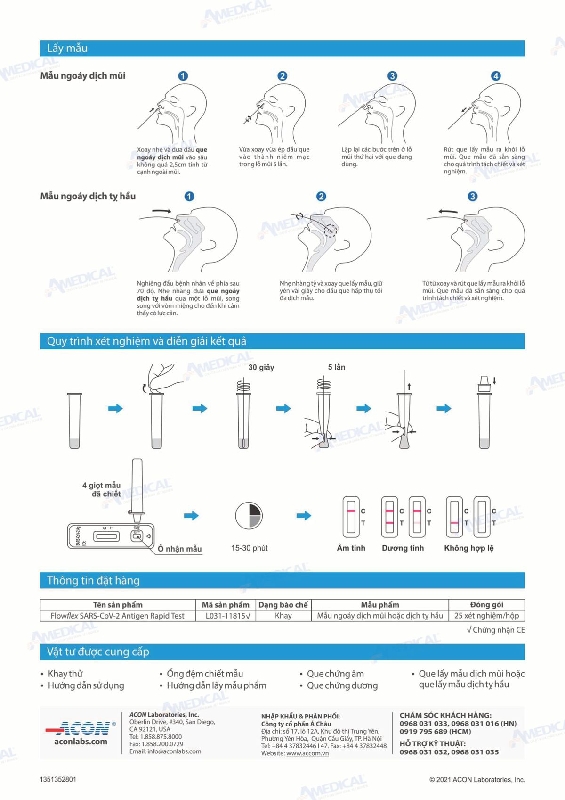 Lấy mẫu
Mẫu ngoáy dịch mũi
1
2
3
4
Xoay nhẹ và đưa đầu que
ngoáy dịch mũi vào sâu
không quá 2,5cm tính từ
cạnh ngoài mũi.
Vừa xoay vừa ép đầu que
vào thành niêm mạc
trong lỗ mũi 5 lần.
Lặp lại các bước trên ở lỗ
mũi thứ hai với que đang
dùng.
Rút que lấy mẫu ra khỏi lỗ
mũi. Que mẫu đã sẵn sàng
cho quá trình tách chiết và xét
nghiệm.
Mẫu ngoáy dịch tỵ hầu
1
2
3
Nghiêng đầu bệnh nhân về phía sau
70 độ. Nhẹ nhàng đưa que ngoáy
dịch tỵ hầu qua một lỗ mũi, song
song với vòm miệng cho đến khi cảm
thấy có lực cản.
Nhẹ nhàng tỳ và xoay que lấy mẫu, giữ
yên vài giây cho đầu que hấp thụ tối
đa dịch mẫu.
Từ từ xoay và rút que lấy mẫu ra khỏi lỗ
mũi. Que mẫu đã sẵn sàng cho quá
trình tách chiết và xét nghiệm.
Quy trình xét nghiệm và diễn giải kết quả
30 giây
5 lần
4 giọt mẫu
đã chiết
Ổ nhận mẫu
15-30 phút
C
T
C
T
C
T
Âm tính
Dương tính
Không hợp lệ
Thông tin đặt hàng
Tên sản phẩm
Mã sản phẩm
Dạng bào chế
Mẫu phẩm
Đóng gói
Flowflex SARS-CoV-2 Antigen Rapid Test
L031-11815√
Khay
Mẫu ngoáy dịch mũi hoặc dịch tỵ hầu
25 xét nghiệm/hộp
√ Chứng nhận CE
Vật tư được cung cấp
• Khay thử
• Hướng dẫn sử dụng
• Ống đệm chiết mẫu
• Hướng dẫn lấy mẫu phẩm
• Que chứng âm
• Que chứng dương
• Que lấy mẫu dịch mũi hoặc
que lấy mẫu dịch tỵ hầu
ACON
®
aconlabs.com
ACON Laboratories, Inc.
Oberlin Drive, #340, San Diego,
CA 92121, USA
Tel: 1.858.875.8000
Fax: 1.858.200.0729
Email: info@aconlabs.com
NHẬP KHẨU & PHÂN PHỐI
Công ty cổ phần Á Châu
Địa chỉ: số 17, lô 12A, Khu đô thị Trung Yên,
Phường Yên Hòa, Quận Cầu Giấy, TP. Hà Nội
Tel: +84 4 37832446 147. Fax: +84 4 37832448
Website: www.acom.vn
CHĂM SÓC KHÁCH HÀNG:
0968 031 033, 0968 031 016 (HN)
0919 795 689 (HCM)
HỖ TRỢ KỸ THUẬT:
0968 031 032, 0968 031 035
1351352801
© 2021 ACON Laboratories, Inc.
AMEDICAL